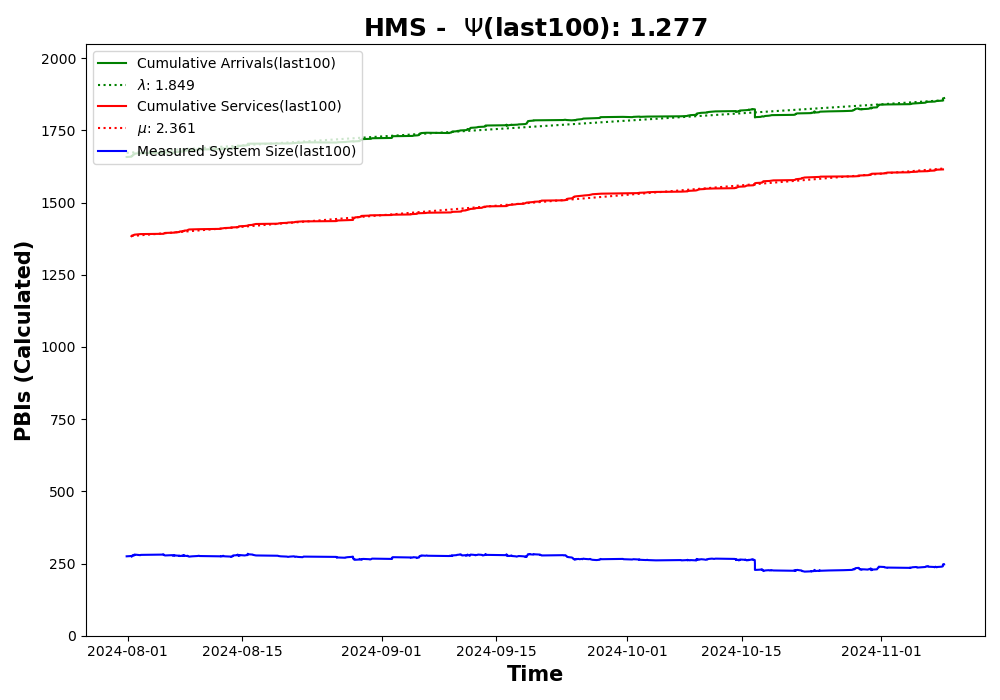 HMS -  Ψ(last100): 1.277
Cumulative Arrivals(last100)
λ: 1.849
Cumulative Services(last100)
μ: 2.361
Measured System Size(last100)
PBIs (Calculated)
2000
1750
1500
1250
1000
750
500
250
0
2024-08-01 2024-08-15 2024-09-01 2024-09-15 2024-10-01 2024-10-15 2024-11-01
Time